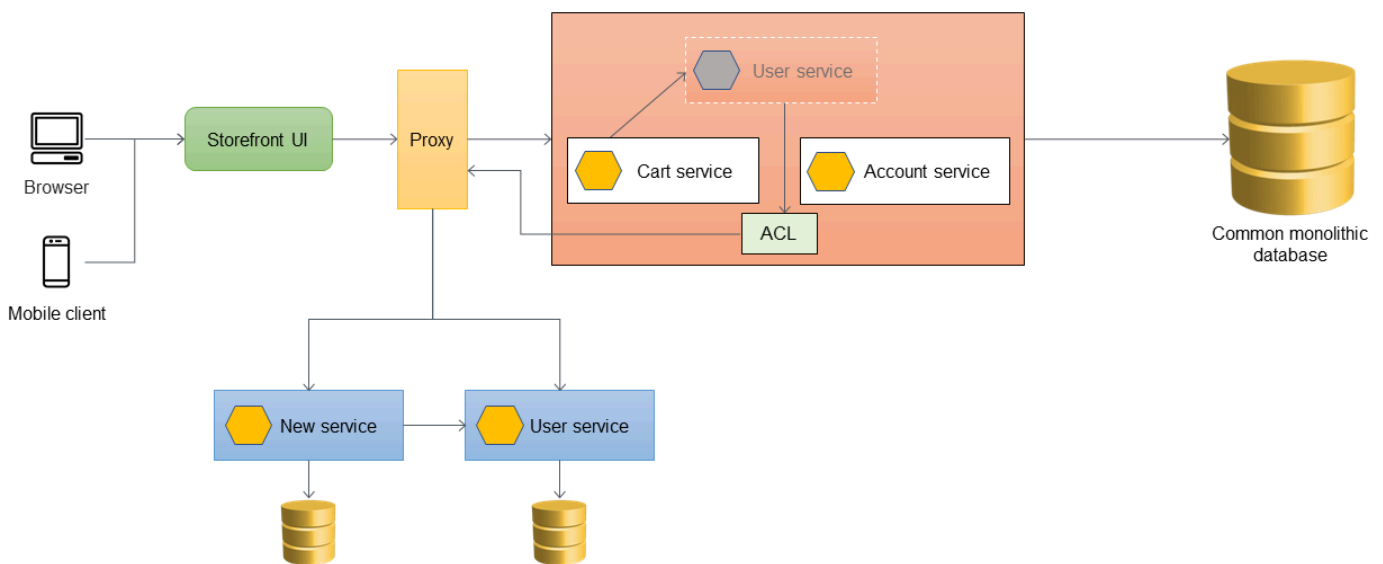 User service
Storefront UI
Proxy
Cart service
Account service
Browser
ACL
Common monolithic
database
Mobile client
New service
User service